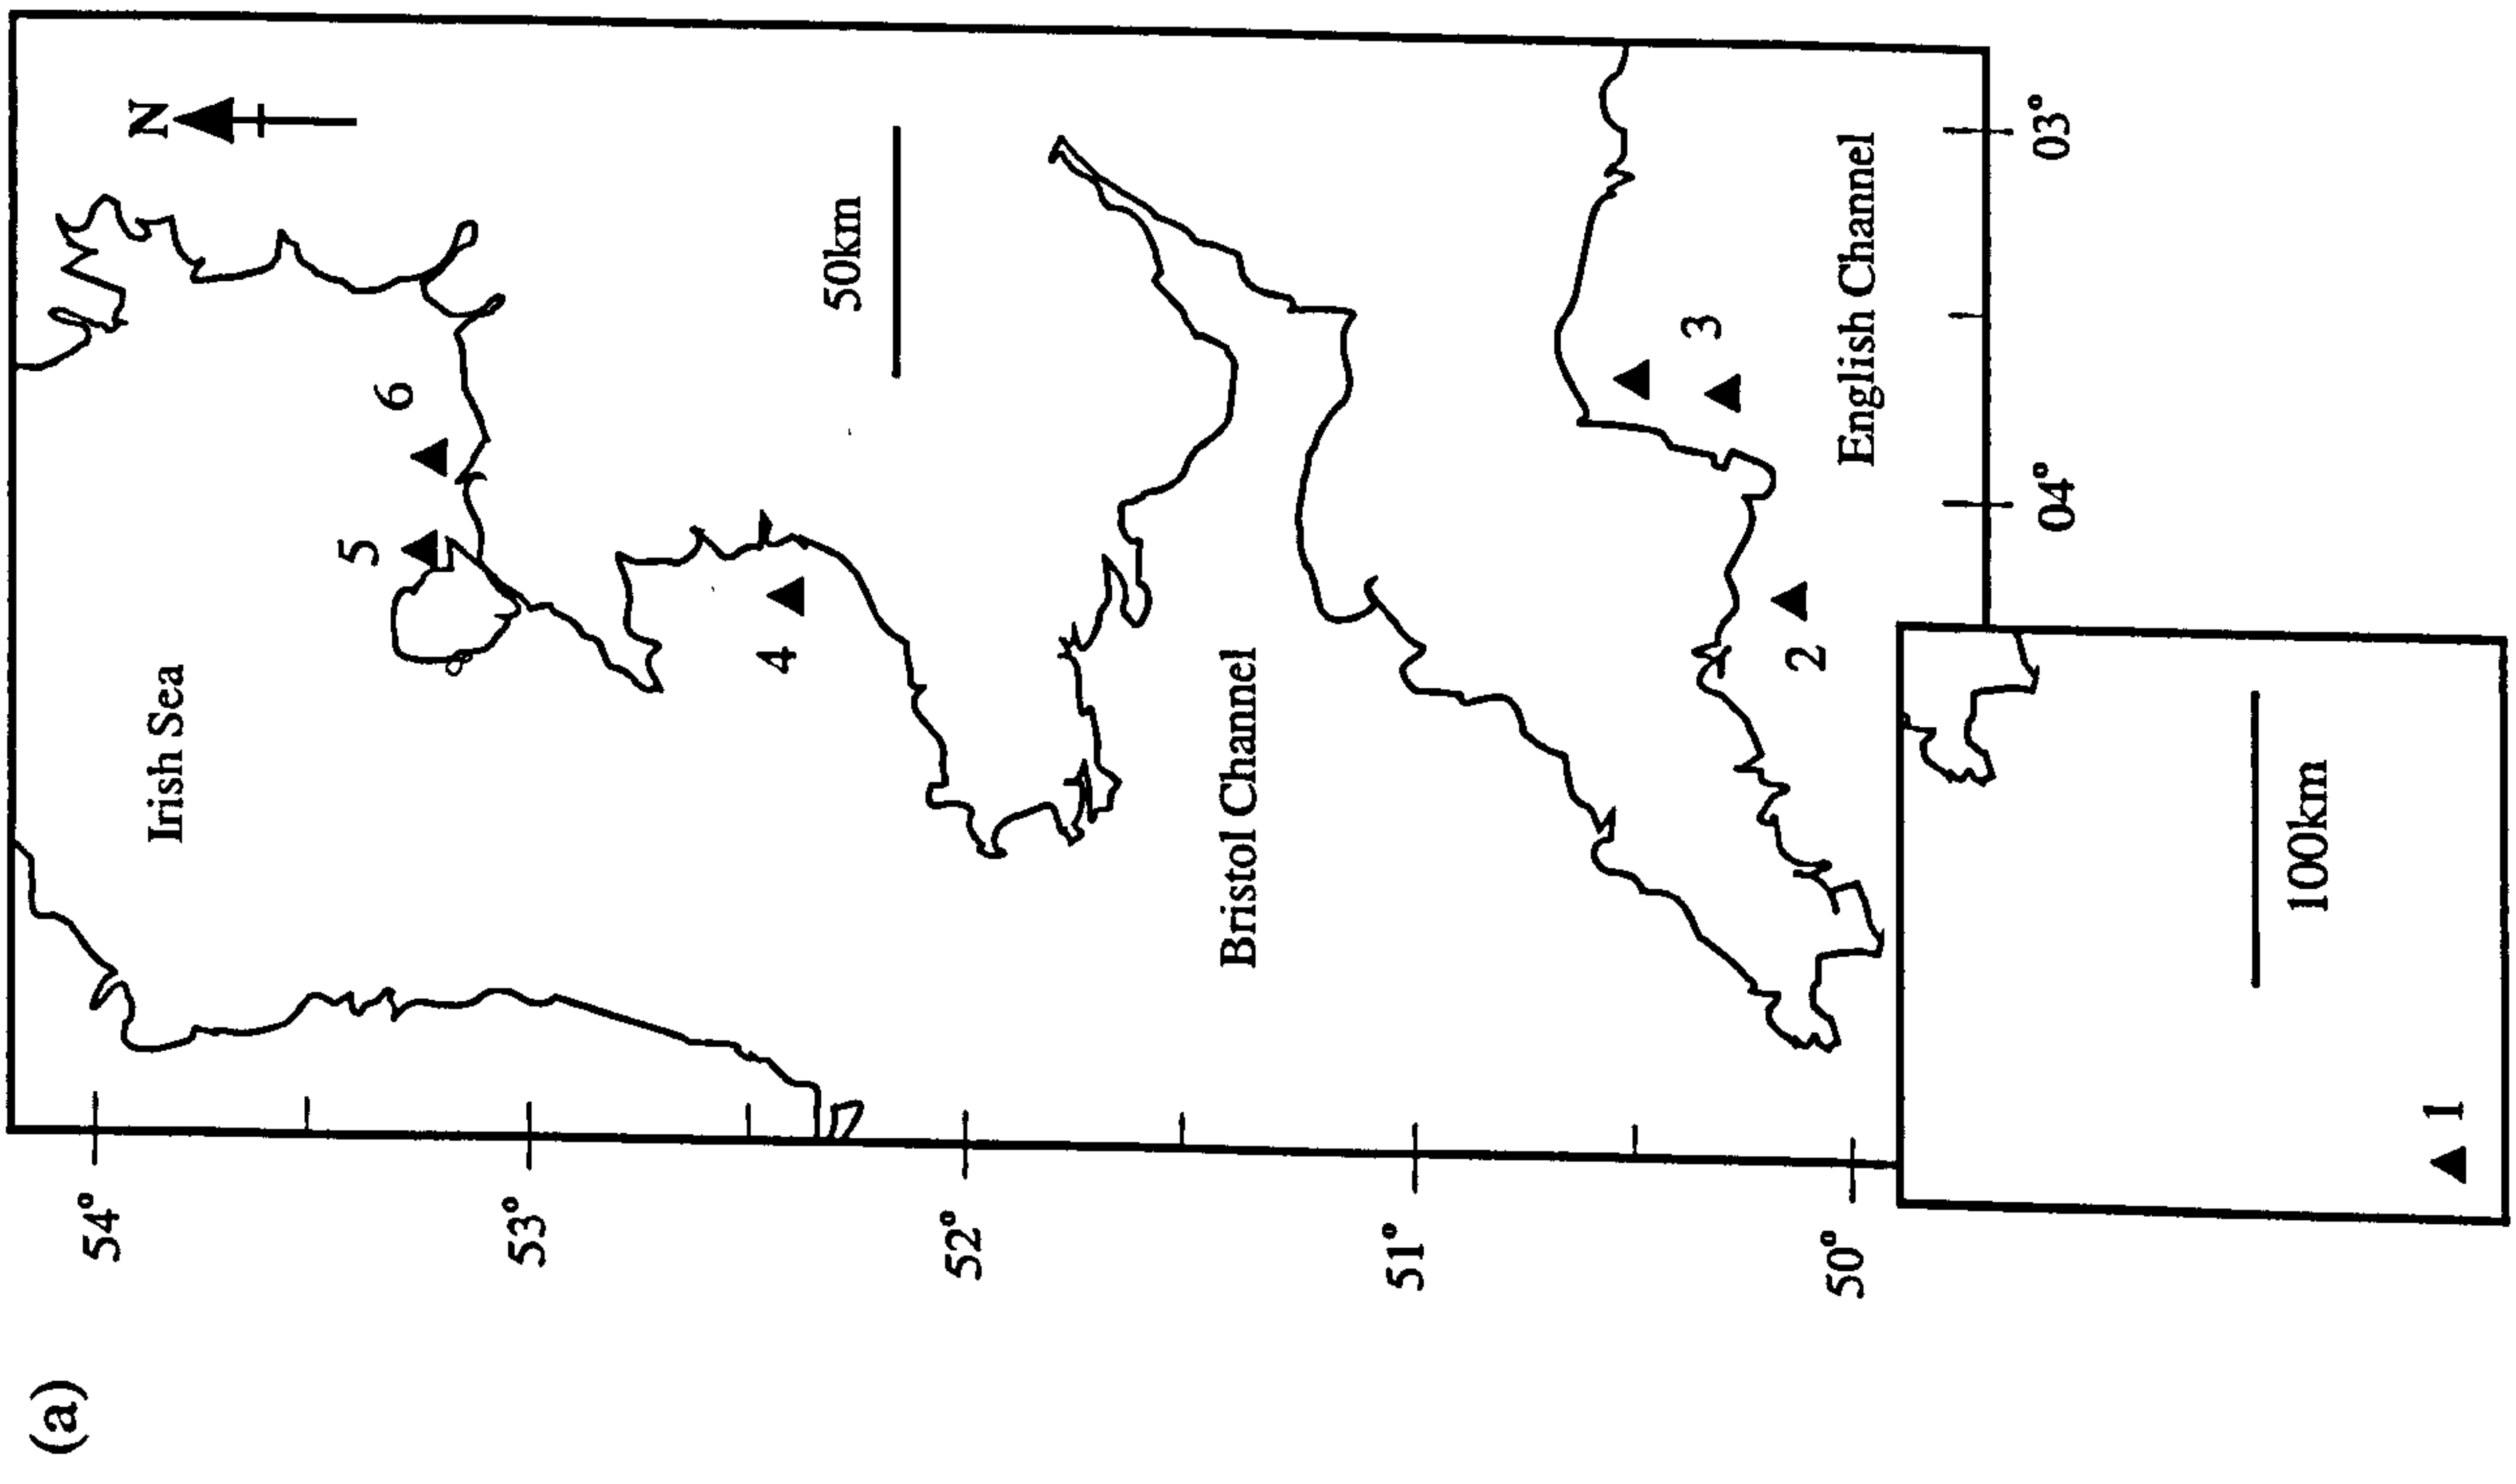 (a)
N
Irish Sea
54°
53°
52°
51°
50°
5
6
4
50km
Bristol Channel
3
2
English Channel
04°
03°
100km
1